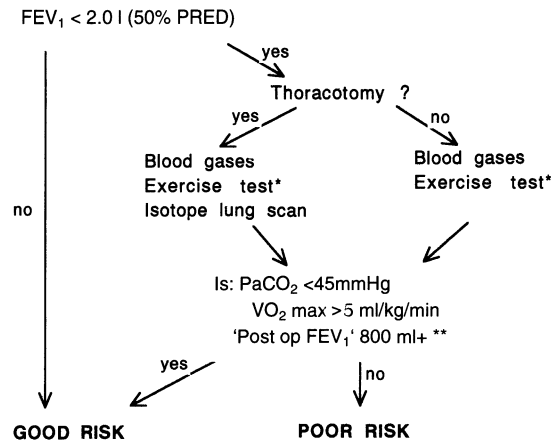 FEV₁ < 2.0 l (50% PRED)
yes
Thoracotomy ?
yes
no
Blood gases
Exercise test*
Isotope lung scan
Blood gases
Exercise test*
no
Is: PaCO₂ <45mmHg
VO₂ max >5 ml/kg/min
‘Post op FEV₁‘ 800 ml+ **
yes
no
GOOD RISK
POOR RISK